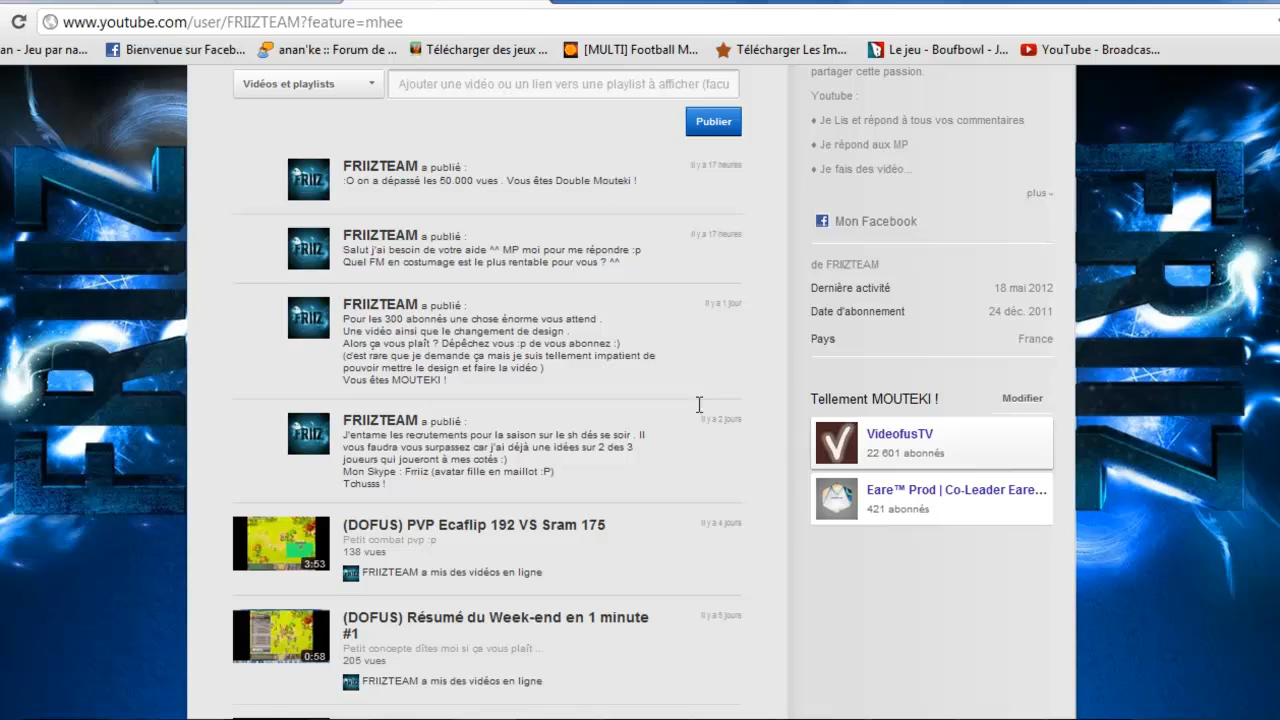 www.youtube.com/user/FRIIZTEAM?feature=mhee
an - Jeu par na... Bienvenue sur Faceb... anan'ke :: Forum de ... Télécharger des jeux ... [MULTI] Football M... Télécharger Les Im... Le jeu - Boufbowl - J... YouTube - Broadcas...
Vidéos et playlists Ajouter une vidéo ou un lien vers une playlist à afficher (facu
Publier
FRIIZTEAM a publié :
Il y a 17 heures
:O on a dépassé les 50.000 vues . Vous êtes Double Mouteki !
FRIIZTEAM a publié :
Il y a 17 heures
Salut j'ai besoin de votre aide ^^ MP moi pour me répondre :p
Quel FM en costumage est le plus rentable pour vous ? ^^
FRIIZTEAM a publié :
Il y a 1 jour
Pour les 300 abonnés une chose énorme vous attend .
Une vidéo ainsi que le changement de design .
Alors ça vous plaît ? Dépêchez vous :p de vous abonnez :)
(c'est rare que je demande ça mais je suis tellement impatient de
pouvoir mettre le design et faire la vidéo )
Vous êtes MOUTEKI !
FRIIZTEAM a publié :
Il y a 2 jours
J'entame les recrutements pour la saison sur le sh dés se soir . Il
vous faudra vous surpassez car j'ai déjà une idées sur 2 des 3
joueurs qui joueront à mes cotés :)
Mon Skype : Frriiz (avatar fille en maillot :P)
Tchusss !
(DOFUS) PVP Ecaflip 192 VS Sram 175
Il y a 4 jours
Petit combat pvp :p
138 vues
3:53
FRIIZTEAM a mis des vidéos en ligne
(DOFUS) Résumé du Week-end en 1 minute
#1
Il y a 5 jours
Petit concepte dîtes moi si ça vous plaît ...
205 vues
0:58
FRIIZTEAM a mis des vidéos en ligne
partager cette passion.
Youtube :
♦ Je Lis et répond à tous vos commentaires
♦ Je répond aux MP
♦ Je fais des vidéo...
plus
Mon Facebook
de FRIIZTEAM
Dernière activité 18 mai 2012
Date d'abonnement 24 déc. 2011
Pays France
Tellement MOUTEKI ! Modifier
VideofusTV
22 601 abonnés
Eare™ Prod | Co-Leader Eare...
421 abonnés
FRIIZ
FRIIZ
FRIIZ
FRIIZ